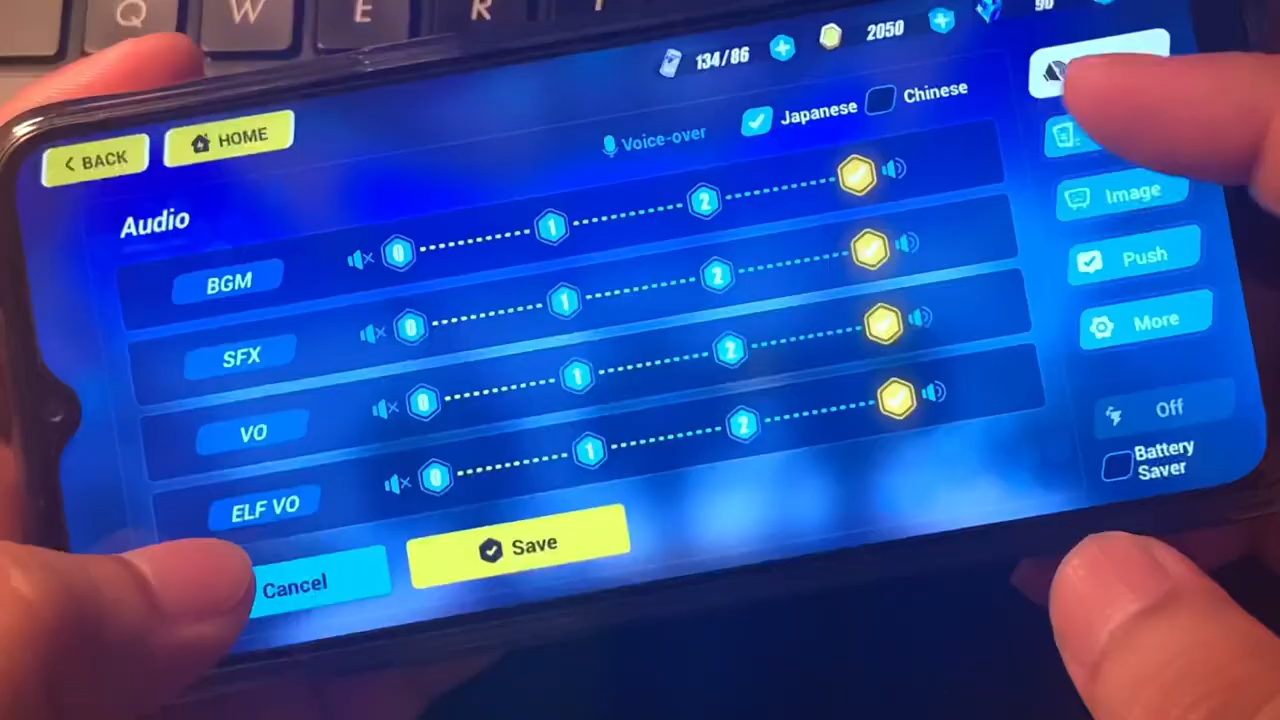 Q W E R
134/86 2050 90
BACK HOME
Voice-over Japanese Chinese
Audio
BGM 0 1 2
SFX 0 1 2
VO 0 1 2
ELF VO 0 1 2
Cancel Save
Image
Push
More
Off
Battery
Saver